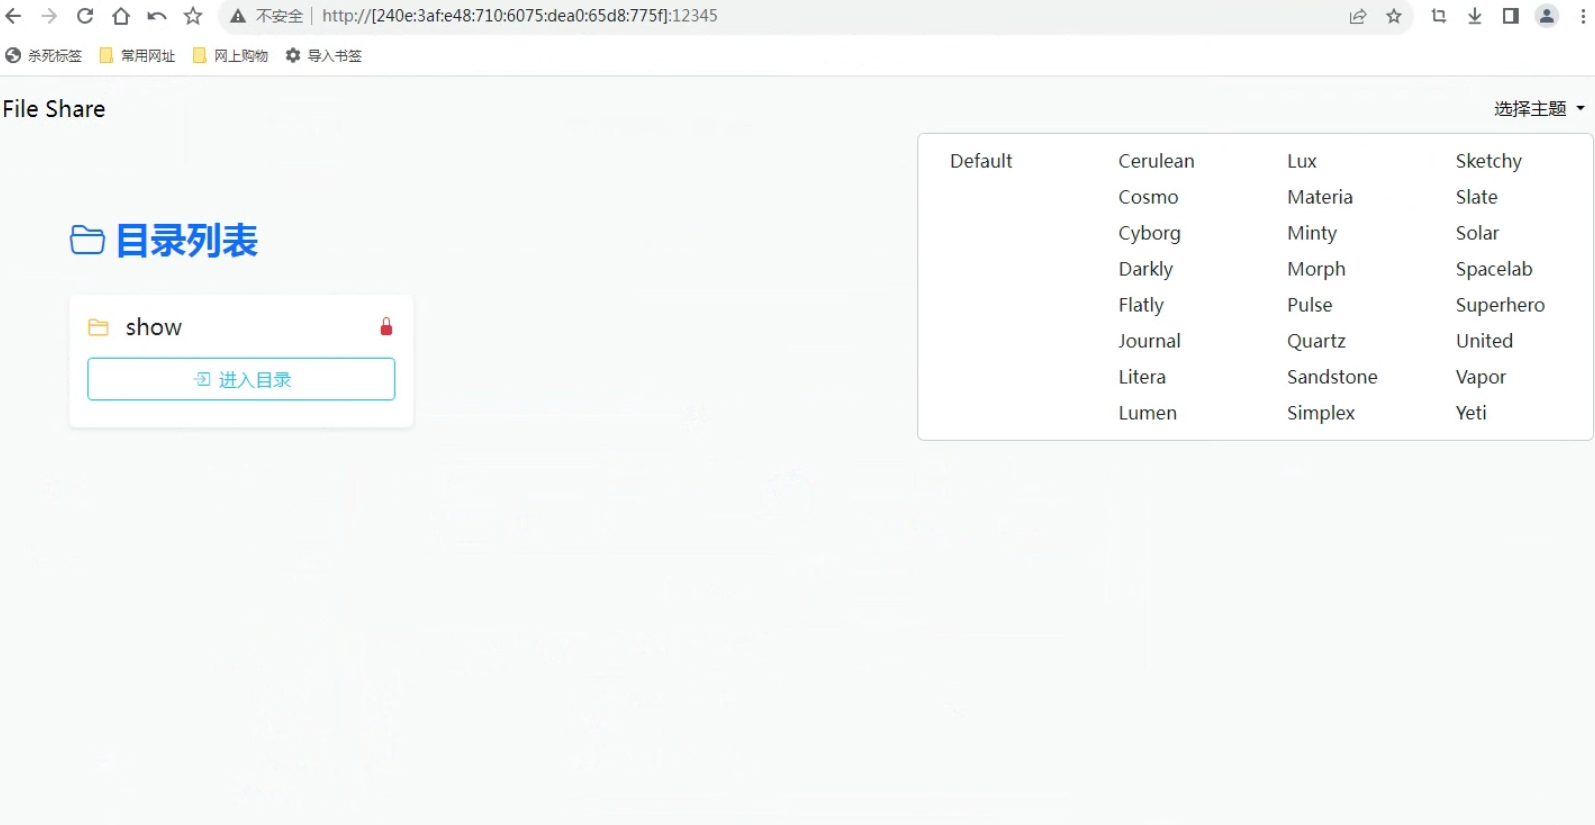 不安全 http://[240e:3af:e48:710:6075:dea0:65d8:775f]:12345
杀死标签 常用网址 网上购物 导入书签
File Share
选择主题
Default Cerulean Lux Sketchy
Cosmo Materia Slate
Cyborg Minty Solar
Darkly Morph Spacelab
Flatly Pulse Superhero
Journal Quartz United
Litera Sandstone Vapor
Lumen Simplex Yeti
目录列表
show
进入目录